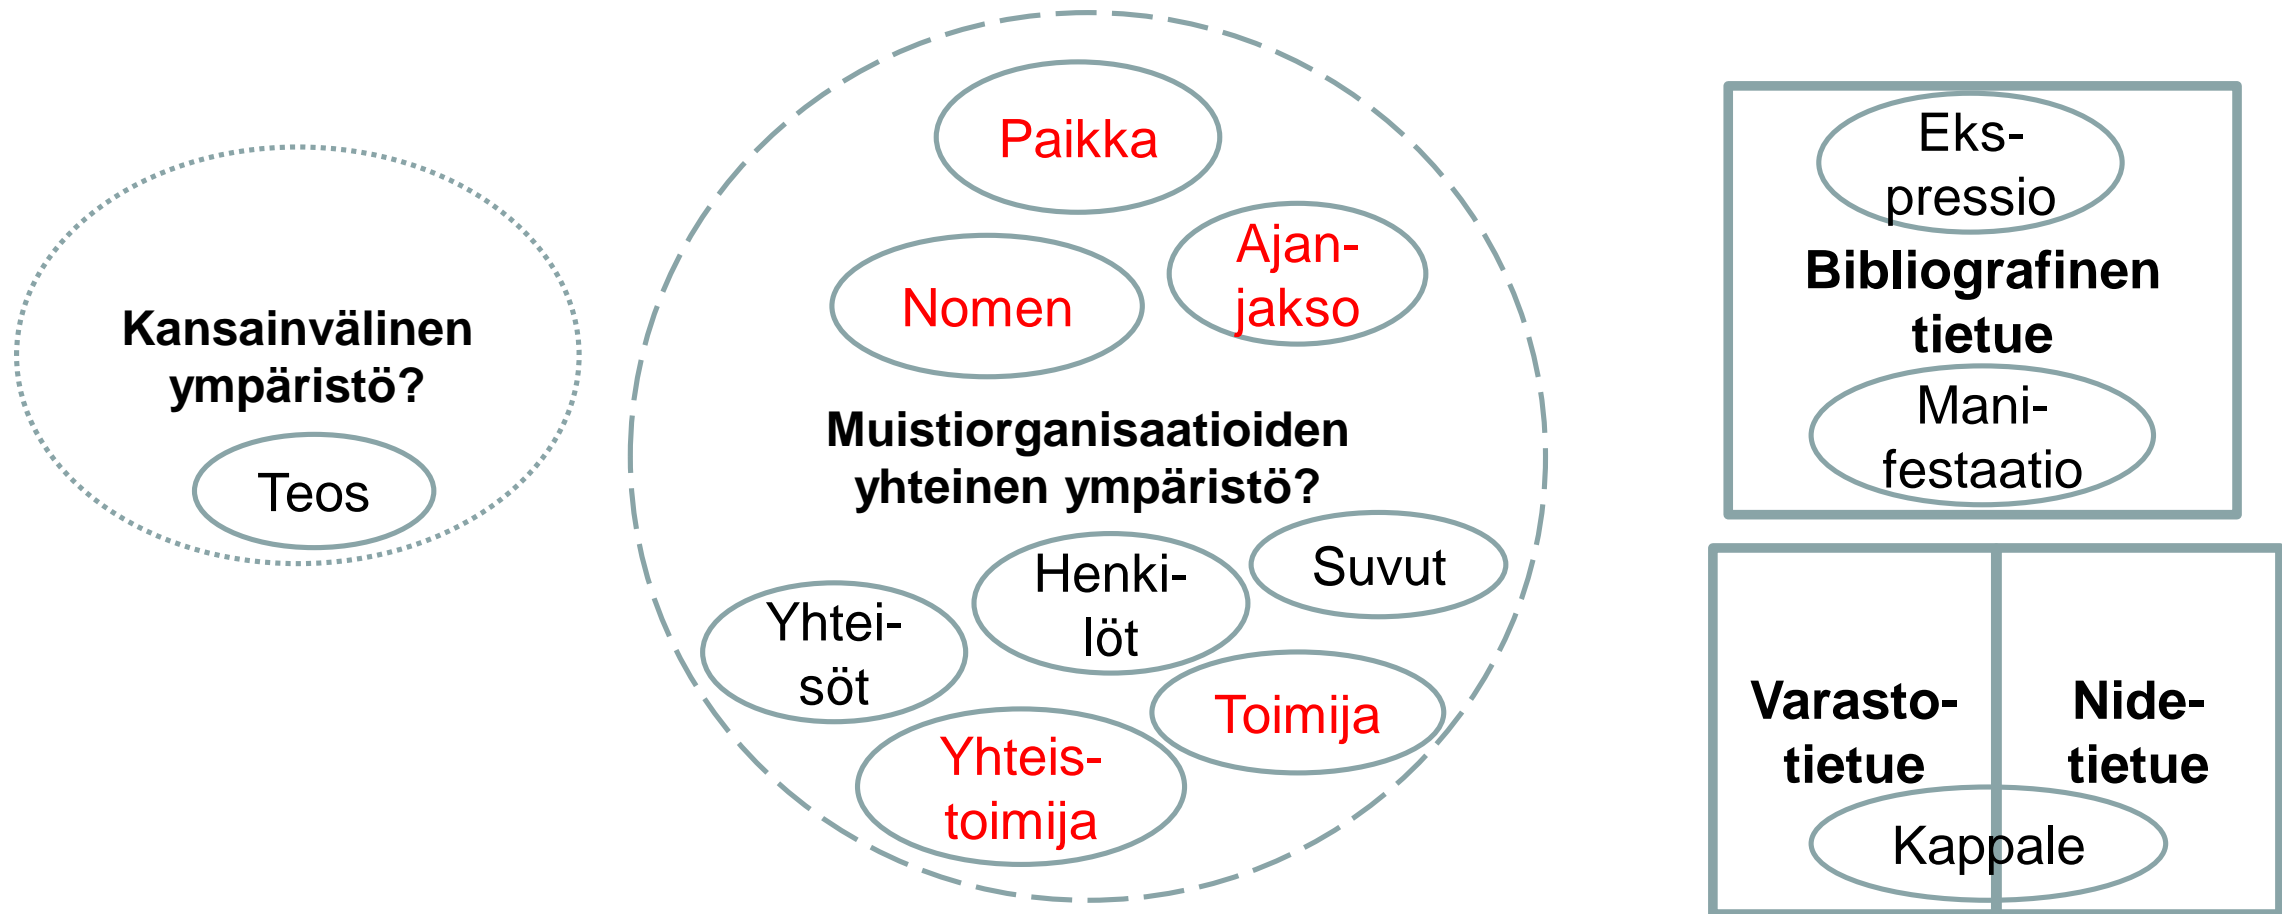 Kansainvälinen
ympäristö?
Teos
Paikka
Ajan-
jakso
Nomen
Muistiorganisaatioiden
yhteinen ympäristö?
Suvut
Henki-
löt
Yhtei-
söt
Toimija
Yhteis-
toimija
Eks-
pressio
Bibliografinen
tietue
Mani-
festaatio
Varasto-
tietue
Nide-
tietue
Kappale